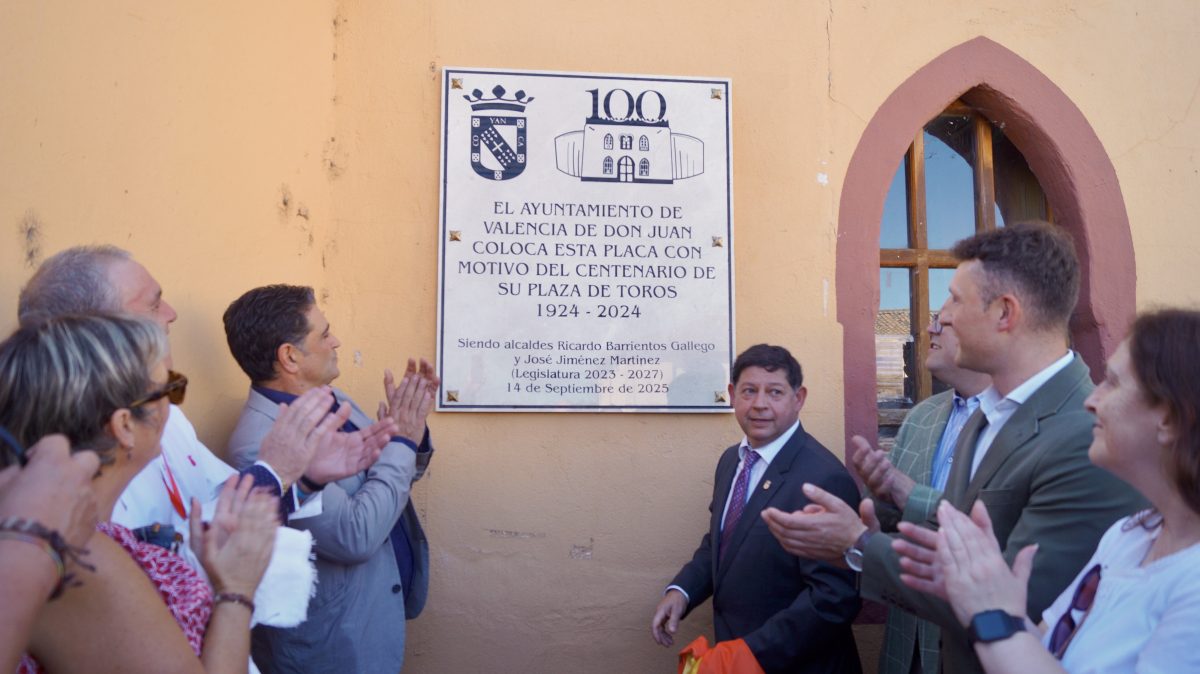 COYANCA
100
EL AYUNTAMIENTO DE
VALENCIA DE DON JUAN
COLOCA ESTA PLACA CON
MOTIVO DEL CENTENARIO DE
SU PLAZA DE TOROS
1924 - 2024
Siendo alcaldes Ricardo Barrientos Gallego
y José Jiménez Martínez
(Legislatura 2023 - 2027)
14 de Septiembre de 2025